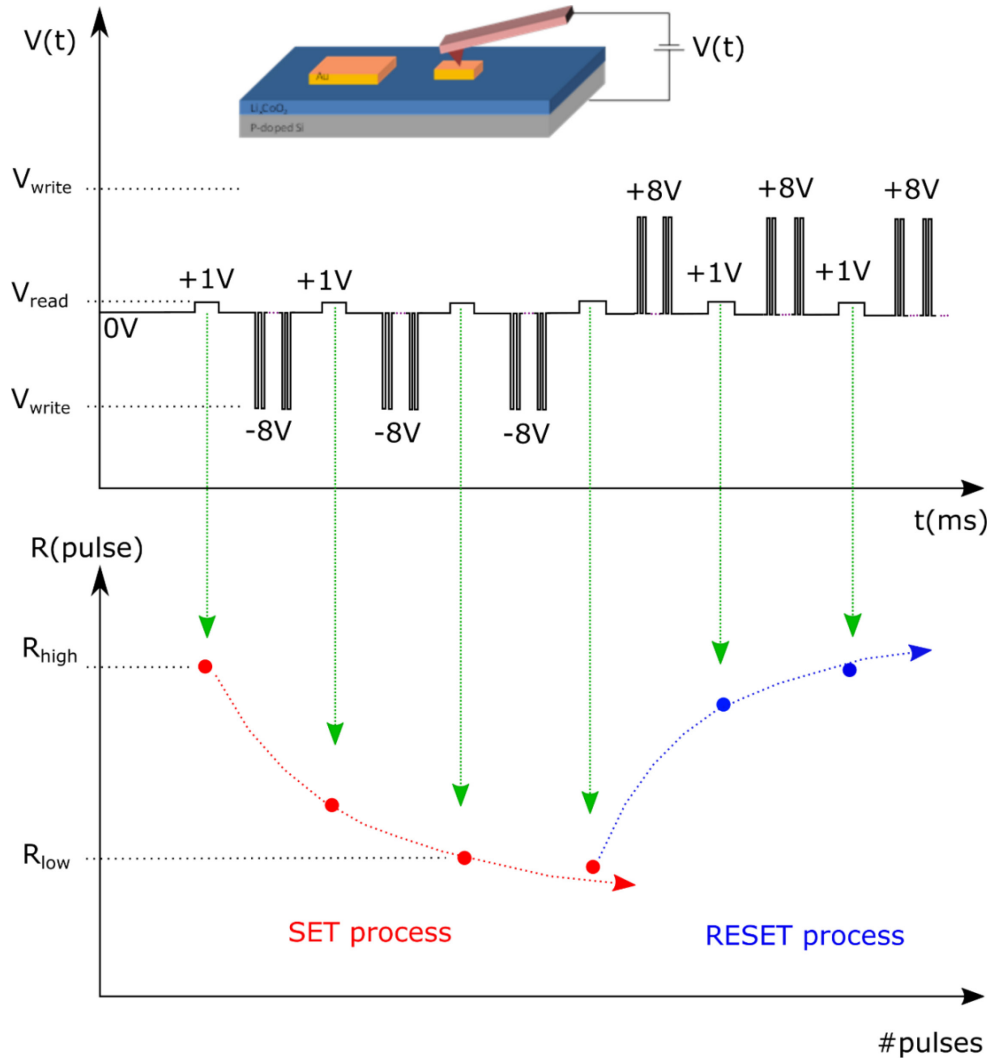 V(t)
V(t)
Au
LiₓCoO₂
P-doped Si
Vwrite
+8V
+8V
+8V
+1V
+1V
+1V
+1V
Vread
0V
Vwrite
-8V
-8V
-8V
t(ms)
R(pulse)
Rhigh
Rlow
SET process
RESET process
#pulses